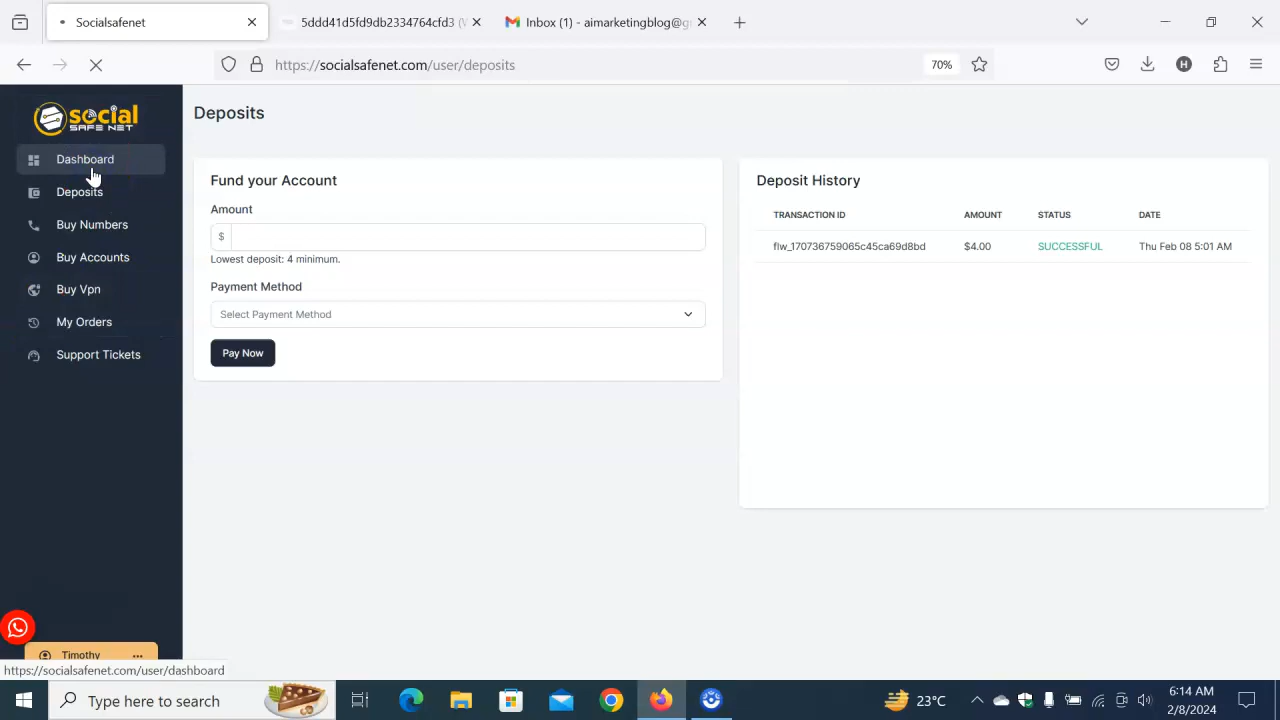 Socialsafenet
5ddd41d5fd9db2334764cfd3 (
Inbox (1) - aimarketingblog@g
https://socialsafenet.com/user/deposits
70%
H
social
SAFE NET
Dashboard
Deposits
Buy Numbers
Buy Accounts
Buy Vpn
My Orders
Support Tickets
Timothy
...
Deposits
Fund your Account
Amount
$
Lowest deposit: 4 minimum.
Payment Method
Select Payment Method
Pay Now
Deposit History
TRANSACTION ID AMOUNT STATUS DATE
flw_170736759065c45ca69d8bd $4.00 SUCCESSFUL Thu Feb 08 5:01 AM
https://socialsafenet.com/user/dashboard
Type here to search
23°C
6:14 AM
2/8/2024